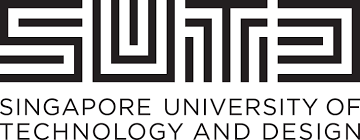 SUTD
SINGAPORE UNIVERSITY OF
TECHNOLOGY AND DESIGN